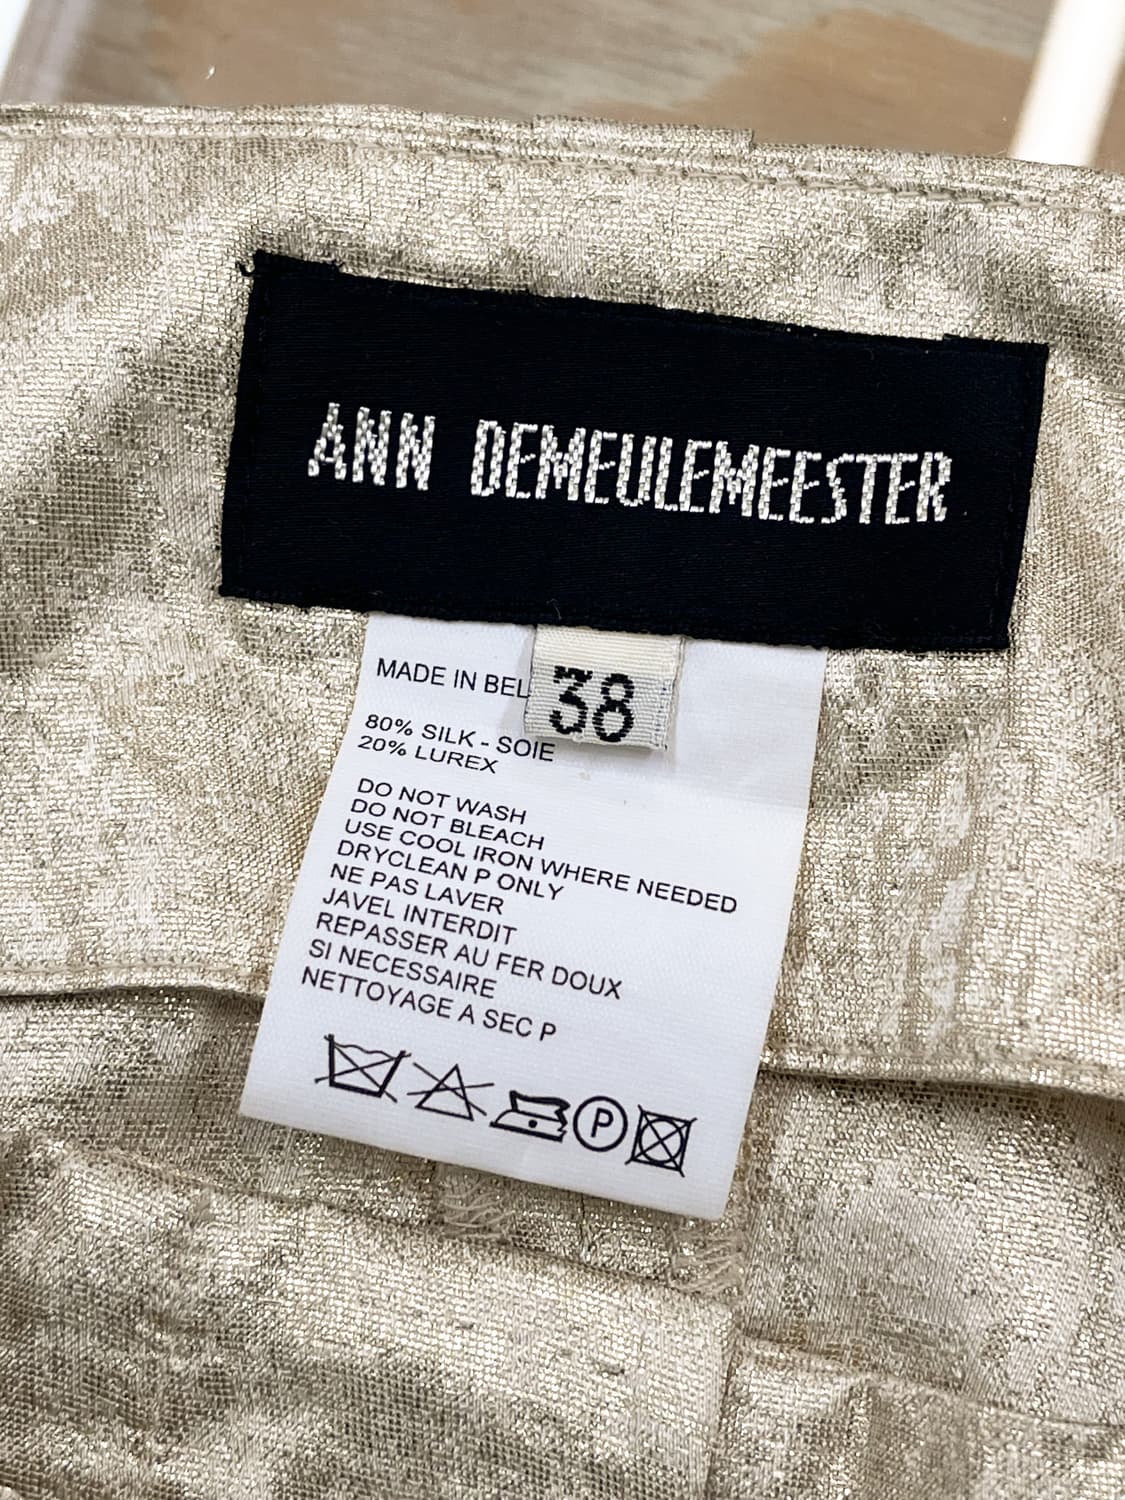 ANN DEMEULEMEESTER
38
MADE IN BEL
80% SILK - SOIE
20% LUREX
DO NOT WASH
DO NOT BLEACH
USE COOL IRON WHERE NEEDED
DRYCLEAN P ONLY
NE PAS LAVER
JAVEL INTERDIT
REPASSER AU FER DOUX
SI NECESSAIRE
NETTOYAGE A SEC P
P